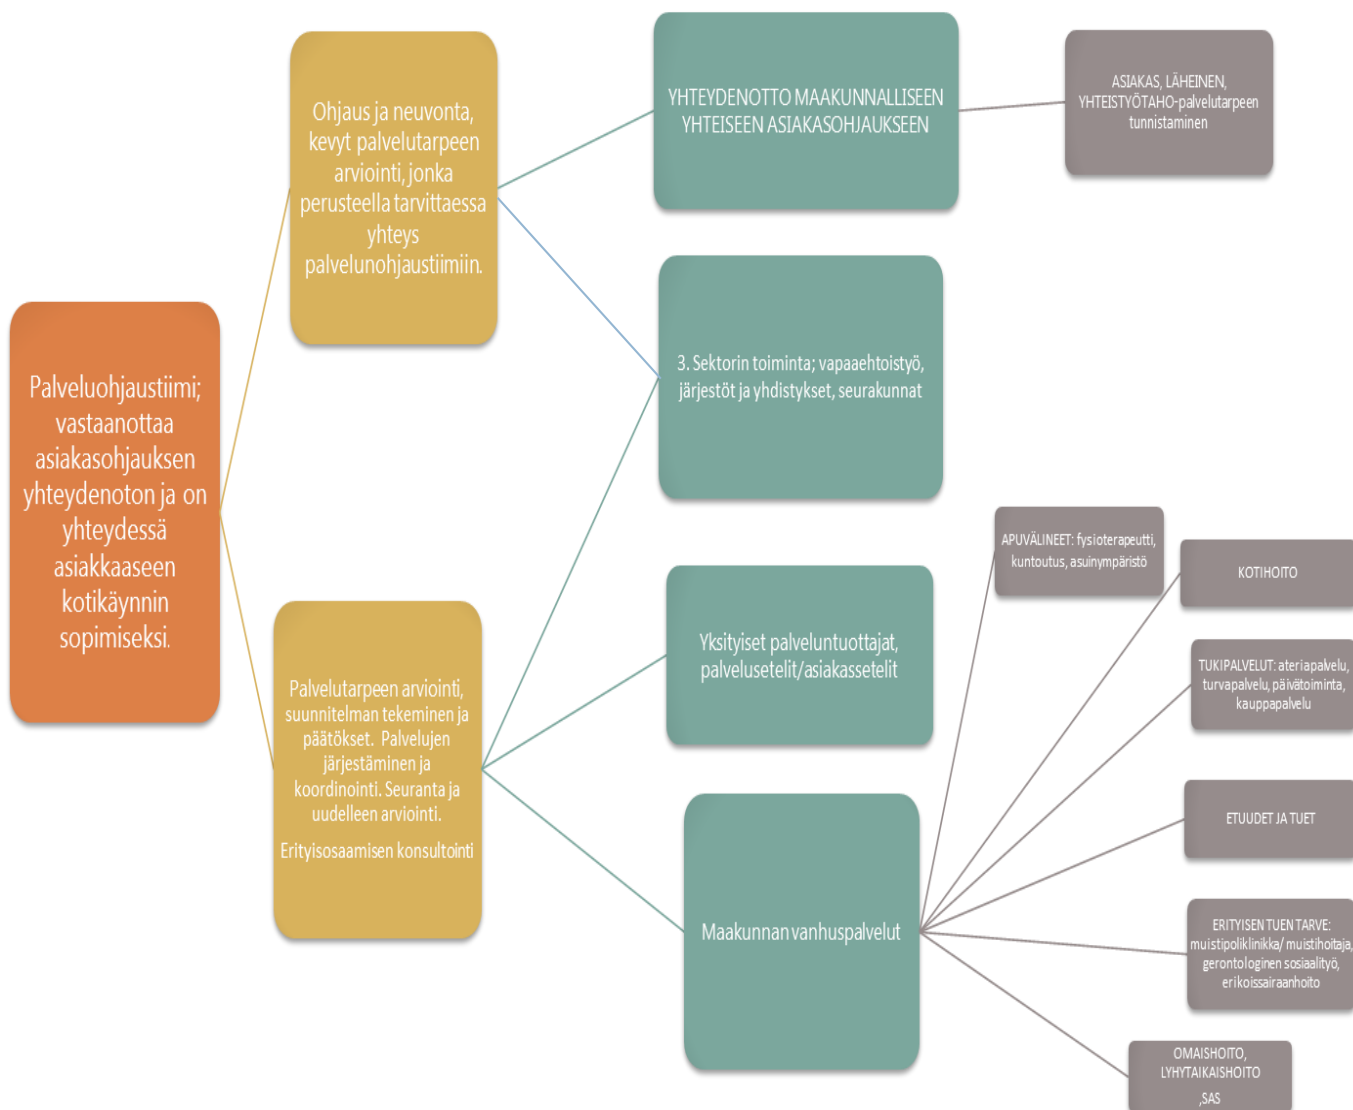 Palveluohjaustiimi;
vastaanottaa
asiakasohjauksen
yhteydenoton ja on
yhteydessä
asiakkaaseen
kotikäynnin
sopimiseksi.
Ohjaus ja neuvonta,
kevyt palvelutarpeen
arviointi, jonka
perusteella tarvittaessa
yhteys
palvelunohjaustiimiin.
YHTEYDENOTTO MAAKUNNALLISEEN
YHTEISEEN ASIAKASOHJAUKSEEN
ASIAKAS, LÄHEINEN,
YHTEISTYÖTAHO-palvelutarpeen
tunnistaminen
3. Sektorin toiminta; vapaaehtoistyö,
järjestöt ja yhdistykset, seurakunnat
Palvelutarpeen arviointi,
suunnitelman tekeminen ja
päätökset. Palvelujen
järjestäminen ja
koordinointi. Seuranta ja
uudelleen arviointi.
Erityisosaamisen konsultointi
Yksityiset palveluntuottajat,
palvelusetelit/asiakassetelit
Maakunnan vanhuspalvelut
APUVÄLINEET: fysioterapeutti,
kuntoutus, asuinympäristö
KOTIHOITO
TUKIPALVELUT: ateriapalvelu,
turvapalvelu, päivätoiminta,
kauppapalvelu
ETUUDET JA TUET
ERITYISEN TUEN TARVE:
muistipoliklinikka/ muistihoitaja,
gerontologinen sosiaalityö,
erikoissairaanhoito
OMAISHOITO,
LYHYTAIKAISHOITO
,SAS